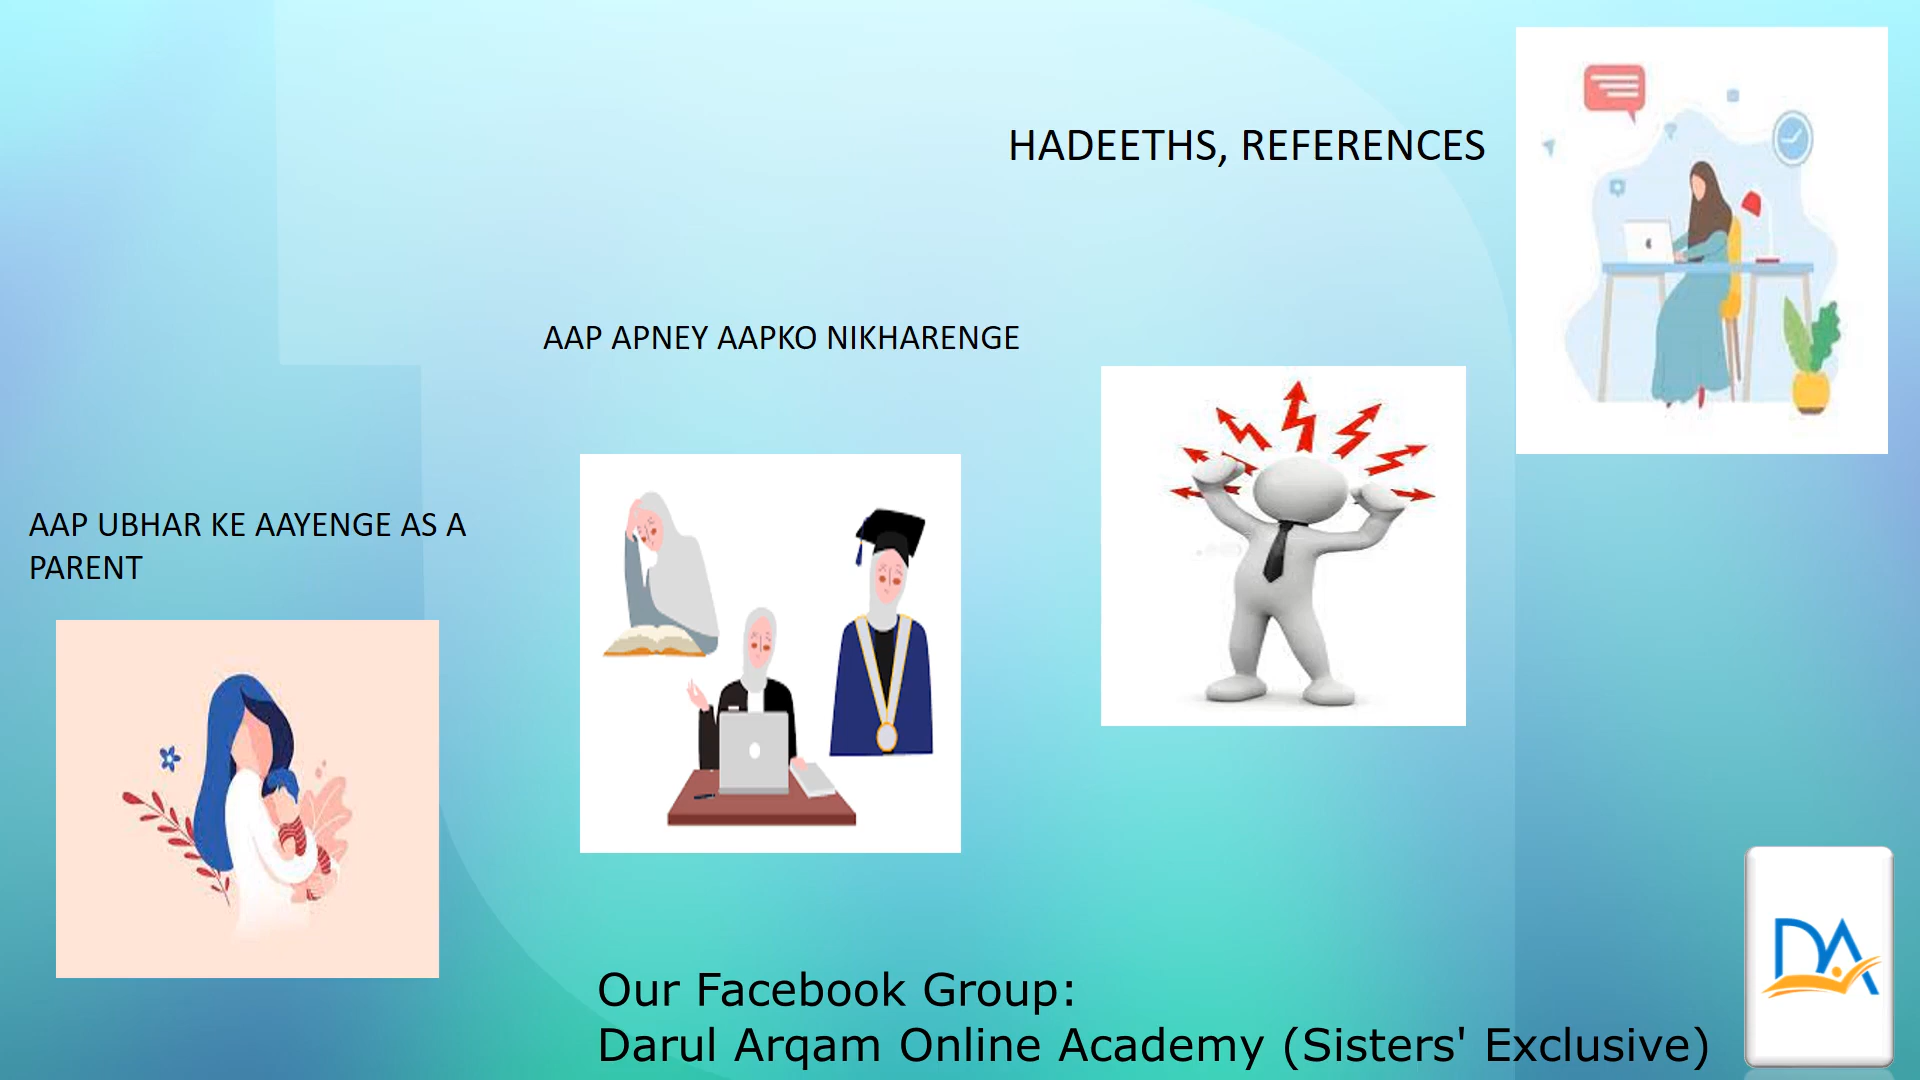 HADEETHS, REFERENCES
AAP APNEY AAPKO NIKHARENGE
AAP UBHAR KE AAYENGE AS A
PARENT
Our Facebook Group:
Darul Arqam Online Academy (Sisters' Exclusive)
DA